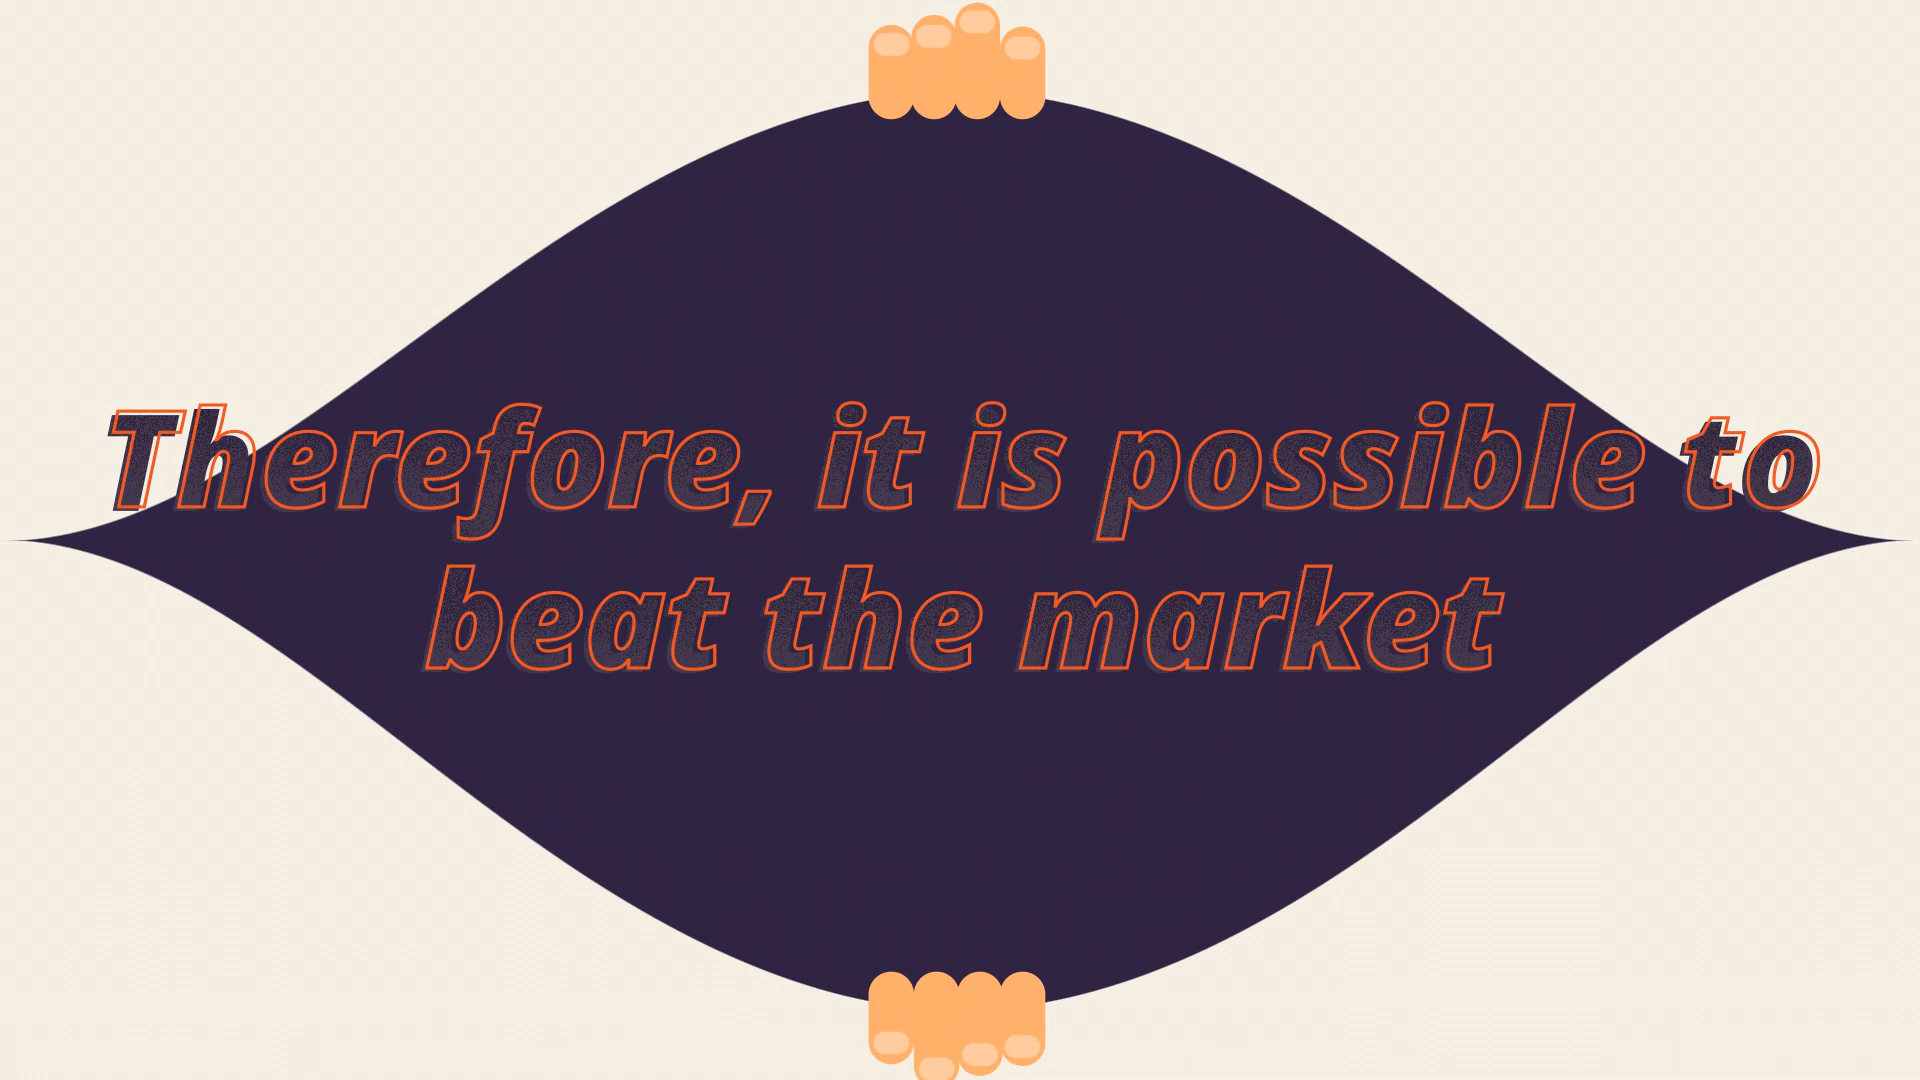 Therefore, it is possible to
beat the market